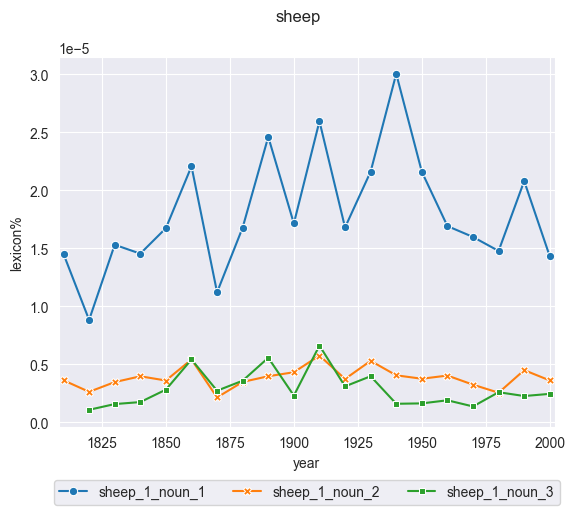 sheep
1e−5
3.0
2.5
2.0
1.5
1.0
0.5
0.0
lexicon%
1825 1850 1875 1900 1925 1950 1975 2000
year
sheep_1_noun_1 sheep_1_noun_2 sheep_1_noun_3